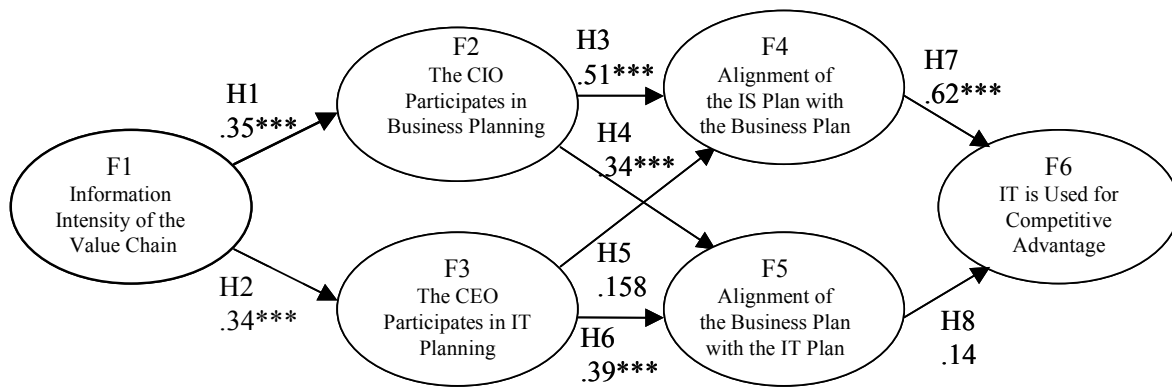 F1
Information
Intensity of the
Value Chain
H1
.35***
H2
.34***
F2
The CIO
Participates in
Business Planning
F3
The CEO
Participates in IT
Planning
H3
.51***
H4
.34***
H5
.158
H6
.39***
F4
Alignment of
the IS Plan with
the Business Plan
F5
Alignment of
the Business Plan
with the IT Plan
H7
.62***
H8
.14
F6
IT is Used for
Competitive
Advantage